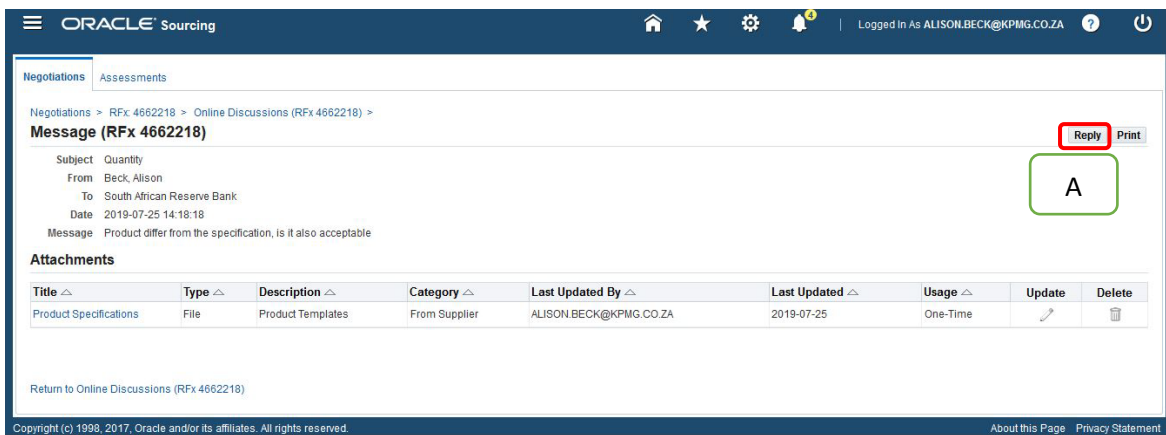 ORACLE® Sourcing 4 | Logged In As ALISON.BECK@KPMG.CO.ZA ?
Negotiations Assessments
Negotiations > RFx: 4662218 > Online Discussions (RFx 4662218) >
Message (RFx 4662218) Reply Print
Subject Quantity
From Beck, Alison
To South African Reserve Bank
A
Date 2019-07-25 14:18:18
Message Product differ from the specification, is it also acceptable
Attachments
Title Type Description Category Last Updated By Last Updated Usage Update Delete
Product Specifications File Product Templates From Supplier ALISON.BECK@KPMG.CO.ZA 2019-07-25 One-Time
Return to Online Discussions (RFx 4662218)
Copyright (c) 1998, 2017, Oracle and/or its affiliates. All rights reserved. About this Page Privacy Statement